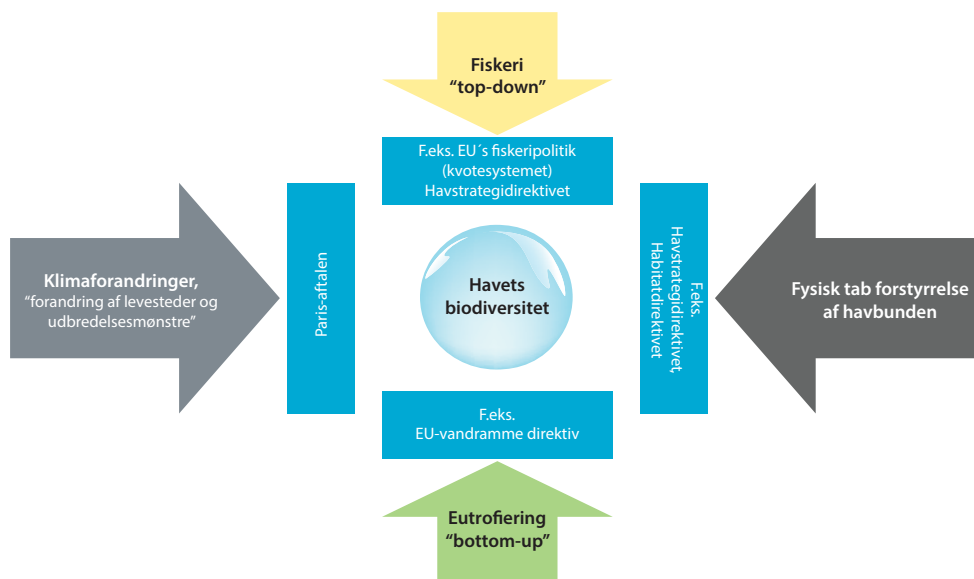 Fiskeri
“top-down”
F.eks. EU´s fiskeripolitik
(kvotesystemet)
Havstrategidirektivet
Klimaforandringer,
“forandring af levesteder og
udbredelsesmønstre”
Paris-aftalen
Havets
biodiversitet
F.eks.
Havstrategidirektivet,
Habitatdirektivet
Fysisk tab forstyrrelse
af havbunden
F.eks.
EU-vandramme direktiv
Eutrofiering
“bottom-up”